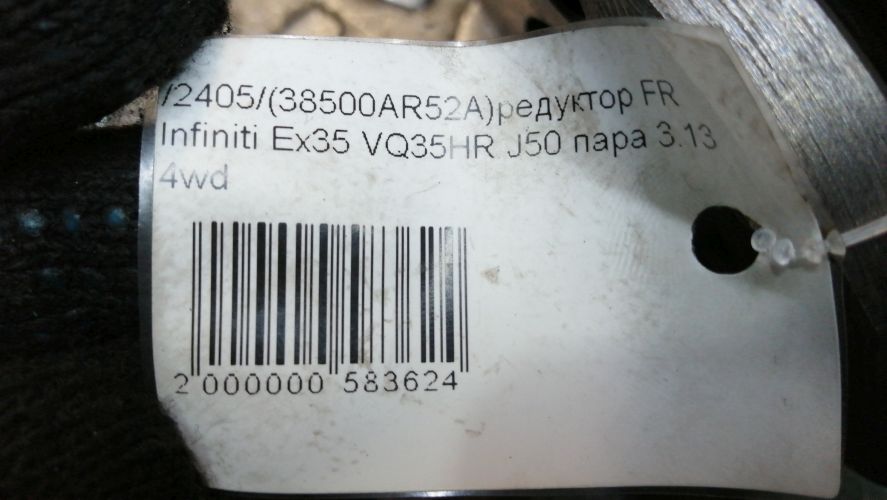 /2405/(38500AR52A)редуктор FR
Infiniti Ex35 VQ35HR J50 пара 3.13
4wd
2 000000 583624